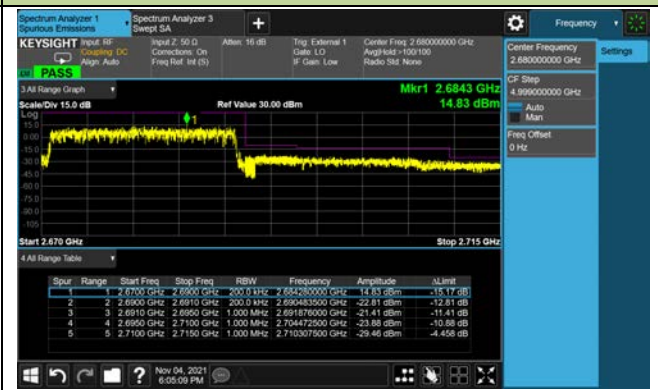 Spectrum Analyzer 1
Spurious Emissions
Spectrum Analyzer 3
Swept SA
+
Frequency
KEYSIGHT
Input: RF
Coupling: DC
Align: Auto
Input Z: 50 Ω
Corrections: On
Freq Ref: Int (S)
Atten: 16 dB
Trig: External 1
Gate: LO
IF Gain: Low
Center Freq: 2.680000000 GHz
Avg|Hold:>100/100
Radio Std: None
PASS
Center Frequency
2.680000000 GHz
Settings
CF Step
4.999000000 GHz
Auto
Man
Freq Offset
0 Hz
3 All Range Graph
Mkr1 2.6843 GHz
Scale/Div 15.0 dB
Ref Value 30.00 dBm
14.83 dBm
Log
15.0
0.00
-15.0
-30.0
-45.0
-60.0
-75.0
-90.0
-105
1
Start 2.670 GHz
Stop 2.715 GHz
4 All Range Table
Spur Range Start Freq Stop Freq RBW Frequency Amplitude ΔLimit
1 1 2.6700 GHz 2.6900 GHz 200.0 kHz 2.684280000 GHz 14.83 dBm -15.17 dB
2 2 2.6900 GHz 2.6910 GHz 200.0 kHz 2.690483500 GHz -22.81 dBm -12.81 dB
3 3 2.6910 GHz 2.6950 GHz 1.000 MHz 2.691876000 GHz -21.41 dBm -11.41 dB
4 4 2.6950 GHz 2.7100 GHz 1.000 MHz 2.704472500 GHz -23.88 dBm -10.88 dB
5 5 2.7100 GHz 2.7150 GHz 1.000 MHz 2.710307500 GHz -29.46 dBm -4.458 dB
?
Nov 04, 2021
6:05:09 PM